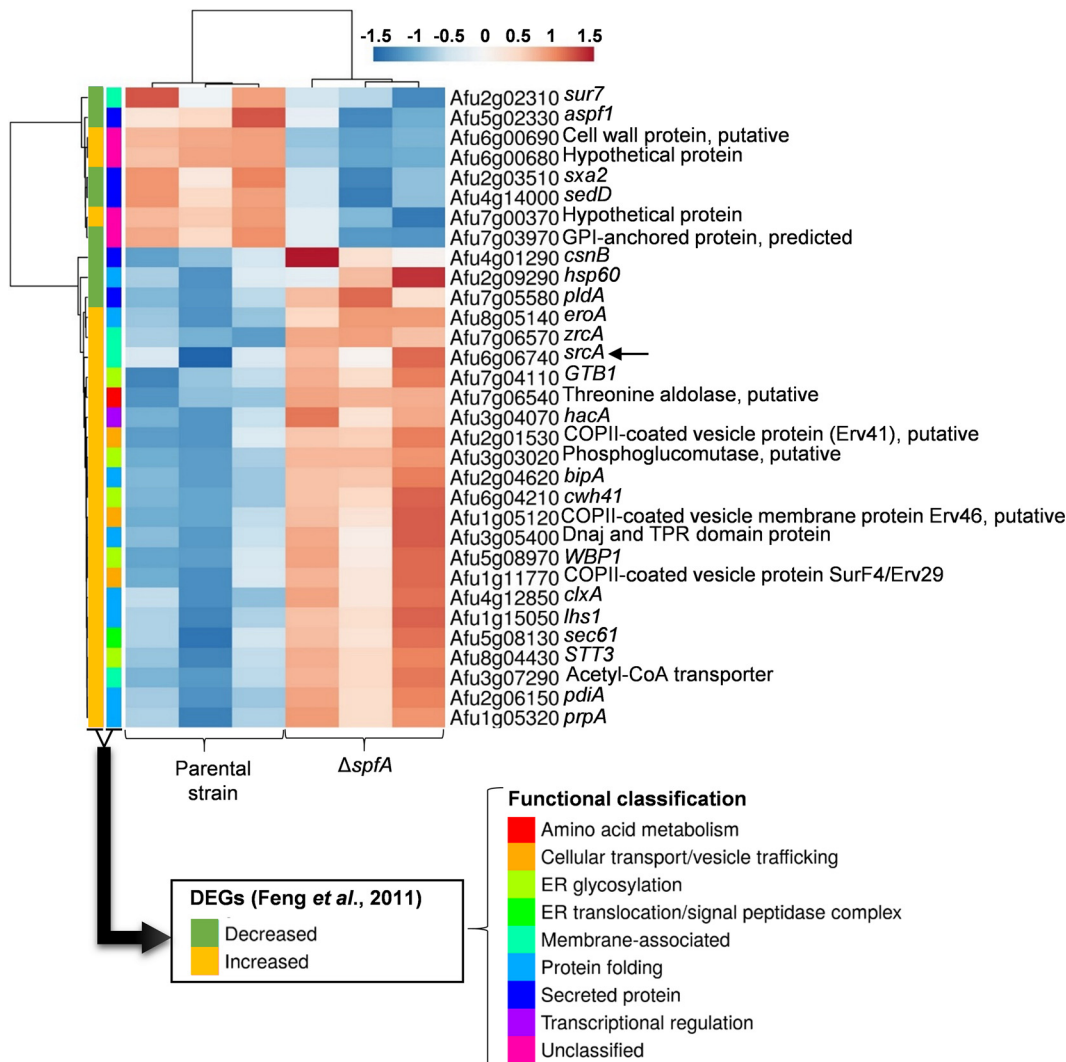 -1.5 -1 -0.5 0 0.5 1 1.5
Afu2g02310 sur7
Afu5g02330 aspf1
Afu6g00690 Cell wall protein, putative
Afu6g00680 Hypothetical protein
Afu2g03510 sxa2
Afu4g14000 sedD
Afu7g00370 Hypothetical protein
Afu7g03970 GPI-anchored protein, predicted
Afu4g01290 csnB
Afu2g09290 hsp60
Afu7g05580 pldA
Afu8g05140 eroA
Afu7g06570 zrcA
Afu6g06740 srcA
Afu7g04110 GTB1
Afu7g06540 Threonine aldolase, putative
Afu3g04070 hacA
Afu2g01530 COPII-coated vesicle protein (Erv41), putative
Afu3g03020 Phosphoglucomutase, putative
Afu2g04620 bipA
Afu6g04210 cwh41
Afu1g05120 COPII-coated vesicle membrane protein Erv46, putative
Afu3g05400 Dnaj and TPR domain protein
Afu5g08970 WBP1
Afu1g11770 COPII-coated vesicle protein SurF4/Erv29
Afu4g12850 clxA
Afu1g15050 lhs1
Afu5g08130 sec61
Afu8g04430 STT3
Afu3g07290 Acetyl-CoA transporter
Afu2g06150 pdiA
Afu1g05320 prpA
Parental
strain
ΔspfA
DEGs (Feng et al., 2011)
Decreased
Increased
Functional classification
Amino acid metabolism
Cellular transport/vesicle trafficking
ER glycosylation
ER translocation/signal peptidase complex
Membrane-associated
Protein folding
Secreted protein
Transcriptional regulation
Unclassified